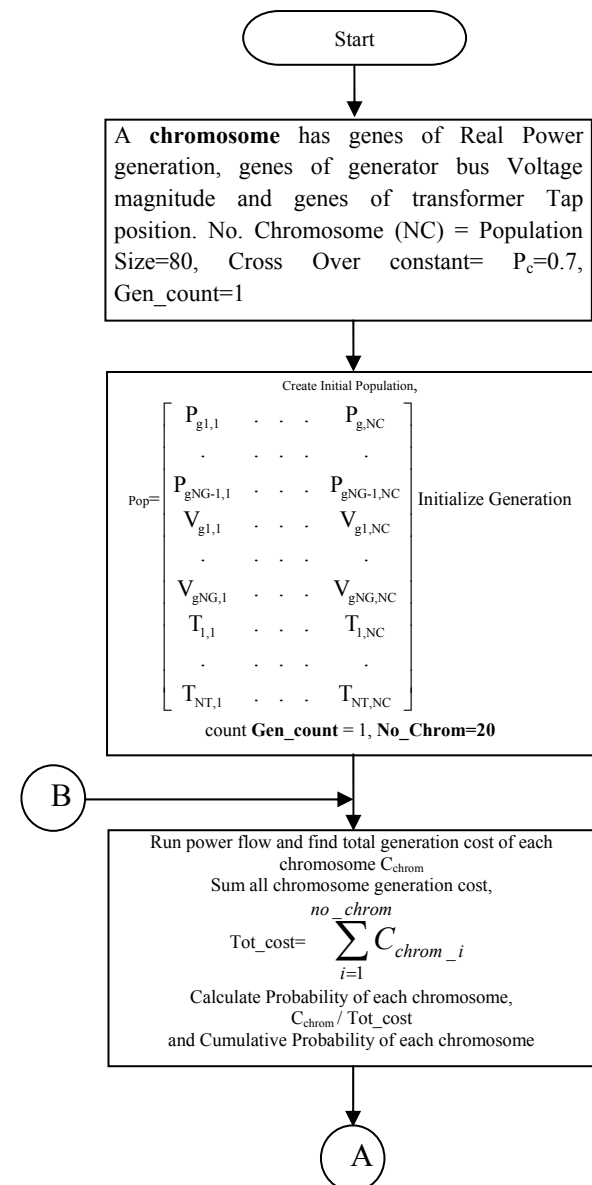 Start
A chromosome has genes of Real Power
generation, genes of generator bus Voltage
magnitude and genes of transformer Tap
position. No. Chromosome (NC) = Population
Size=80, Cross Over constant= Pc=0.7,
Gen_count=1
Create Initial Population,
Pg1,1 . . . Pg,NC
. . . . .
PgNG-1,1 . . . PgNG-1,NC
Pop= Initialize Generation
Vg1,1 . . . Vg1,NC
. . . . .
VgNG,1 . . . VgNG,NC
T1,1 . . . T1,NC
. . . . .
TNT,1 . . . TNT,NC
count Gen_count = 1, No_Chrom=20
B
Run power flow and find total generation cost of each
chromosome Cchrom
Sum all chromosome generation cost,
no_chrom
Tot_cost= ∑ Cchrom_i
i=1
Calculate Probability of each chromosome,
Cchrom / Tot_cost
and Cumulative Probability of each chromosome
A